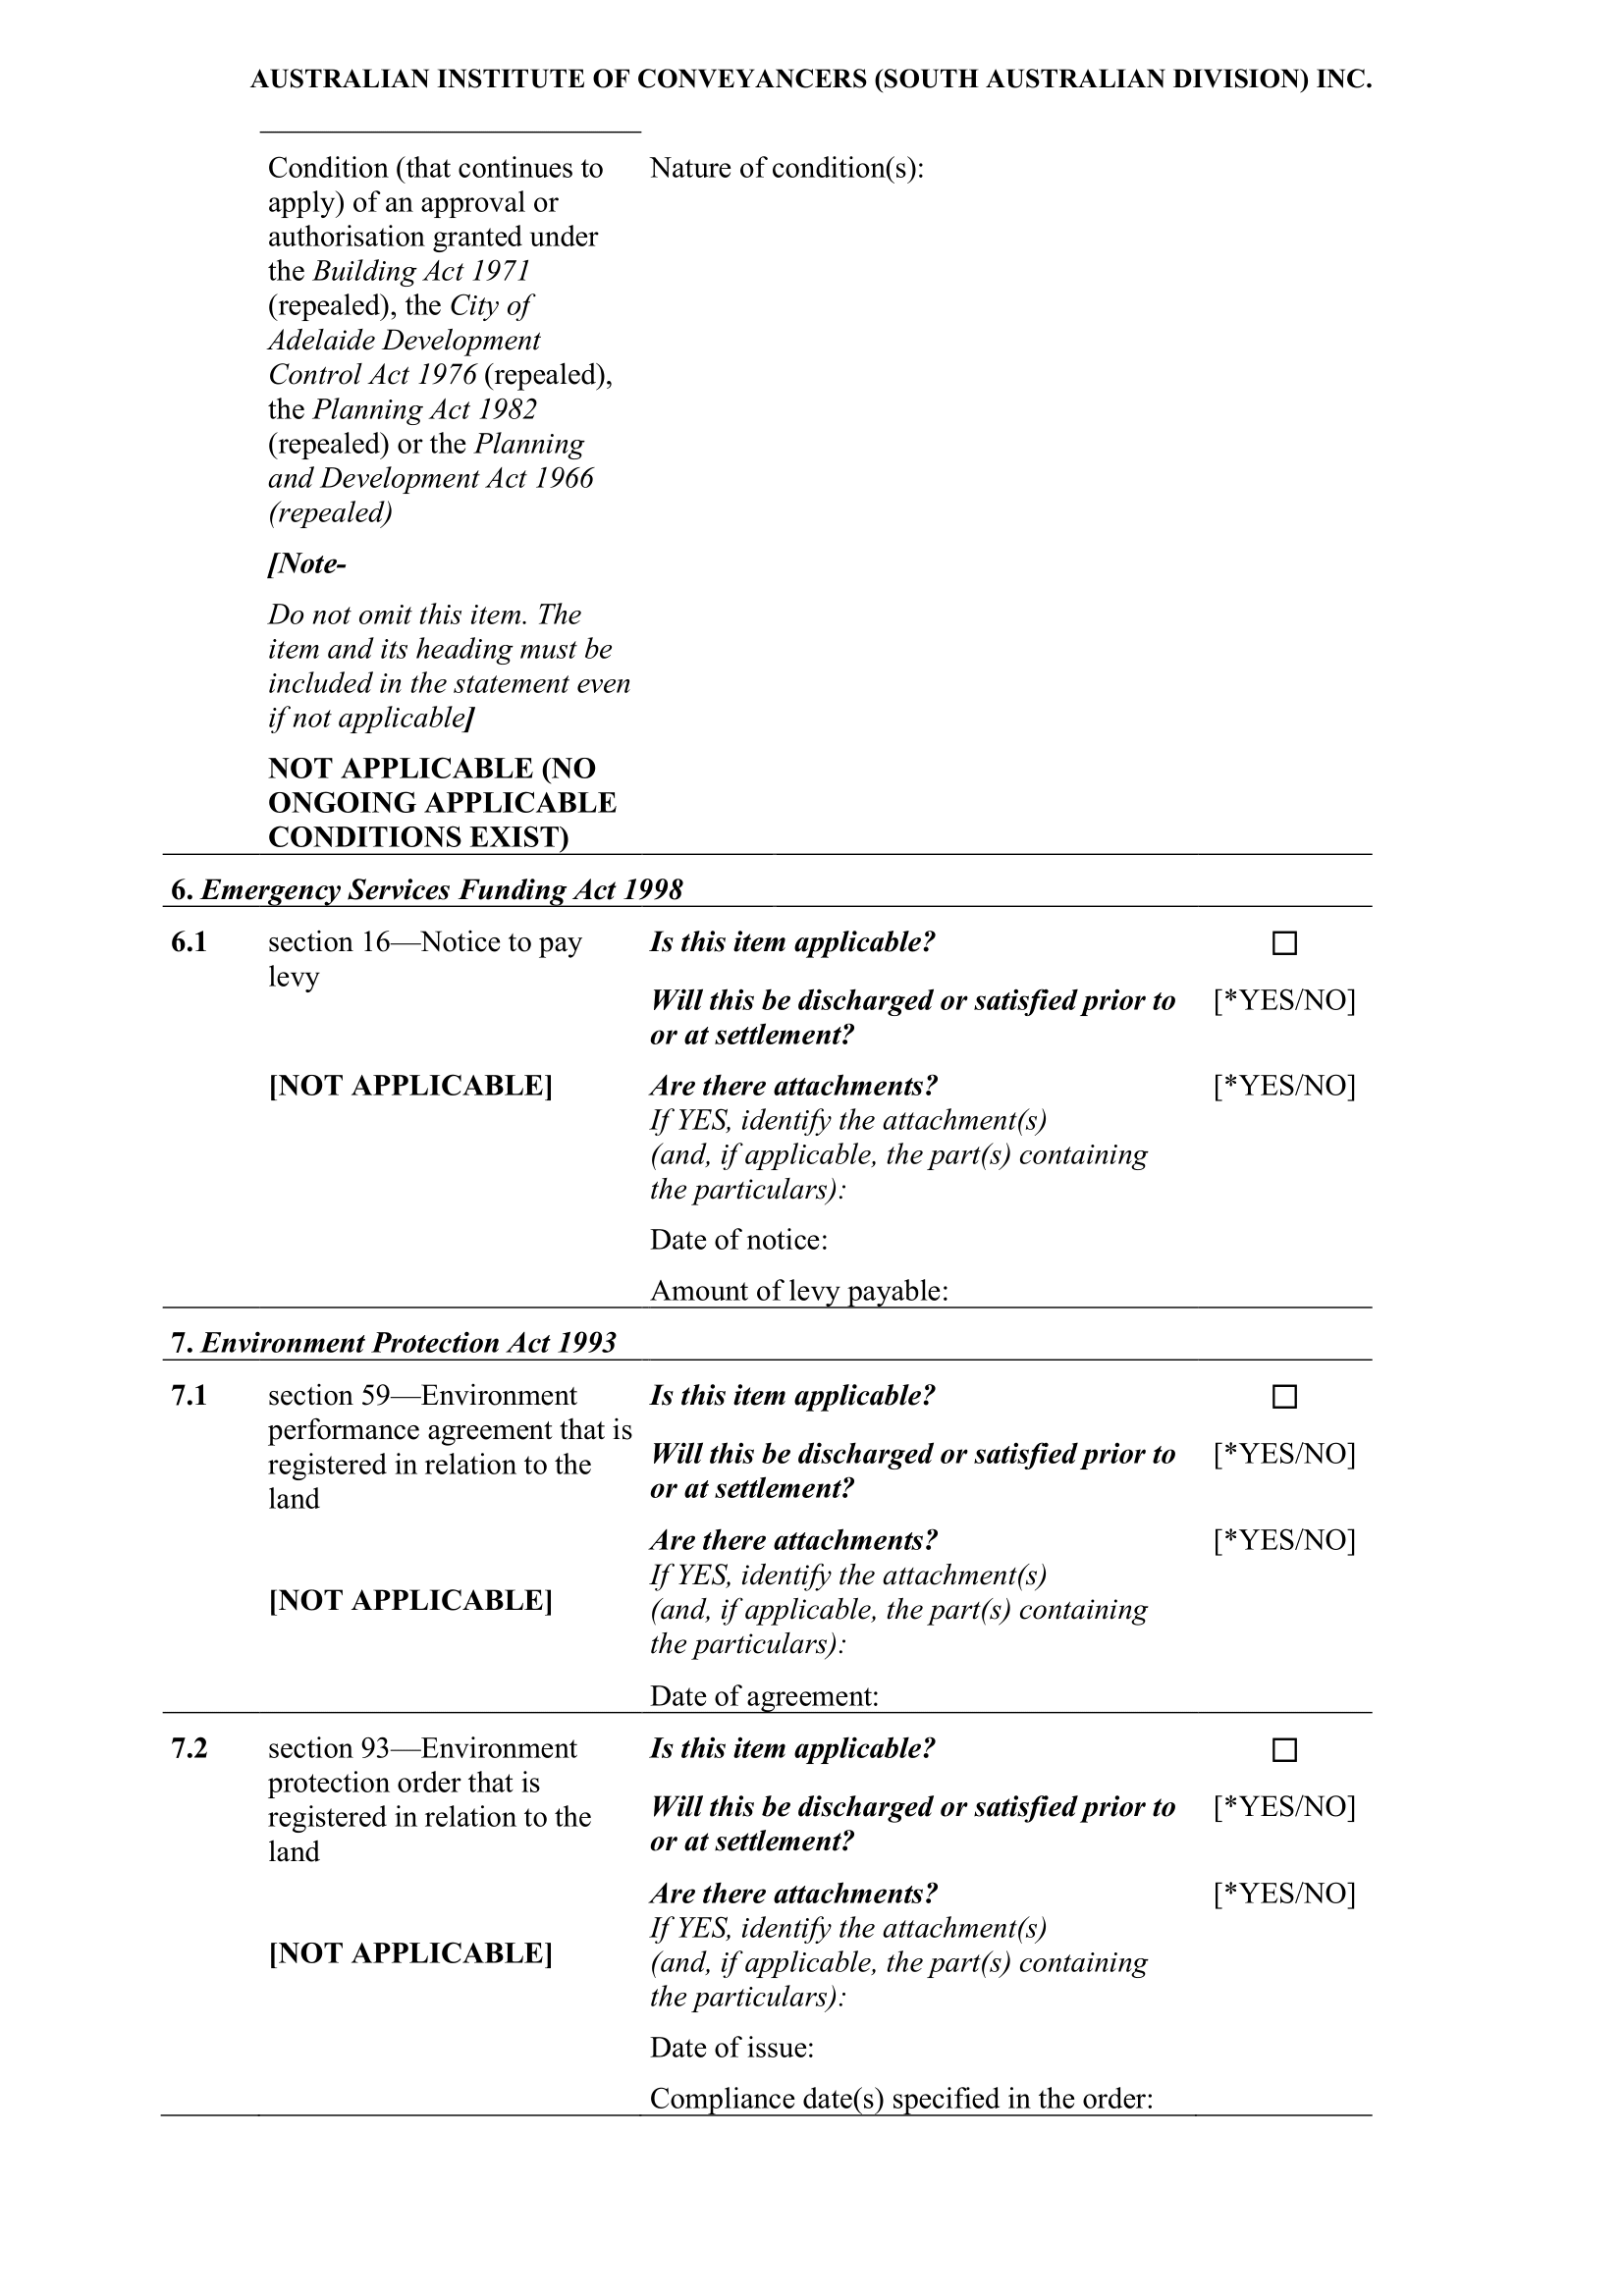 AUSTRALIAN INSTITUTE OF CONVEYANCERS (SOUTH AUSTRALIAN DIVISION) INC.
Condition (that continues to
apply) of an approval or
authorisation granted under
the Building Act 1971
(repealed), the City of
Adelaide Development
Control Act 1976 (repealed),
the Planning Act 1982
(repealed) or the Planning
and Development Act 1966
(repealed)
[Note-
Do not omit this item. The
item and its heading must be
included in the statement even
if not applicable]
NOT APPLICABLE (NO
ONGOING APPLICABLE
CONDITIONS EXIST)
Nature of condition(s):
6. Emergency Services Funding Act 1998
6.1
section 16—Notice to pay
levy
[NOT APPLICABLE]
Is this item applicable? ☐
Will this be discharged or satisfied prior to [*YES/NO]
or at settlement?
Are there attachments? [*YES/NO]
If YES, identify the attachment(s)
(and, if applicable, the part(s) containing
the particulars):
Date of notice:
Amount of levy payable:
7. Environment Protection Act 1993
7.1
section 59—Environment
performance agreement that is
registered in relation to the
land
[NOT APPLICABLE]
Is this item applicable? ☐
Will this be discharged or satisfied prior to [*YES/NO]
or at settlement?
Are there attachments? [*YES/NO]
If YES, identify the attachment(s)
(and, if applicable, the part(s) containing
the particulars):
Date of agreement:
7.2
section 93—Environment
protection order that is
registered in relation to the
land
[NOT APPLICABLE]
Is this item applicable? ☐
Will this be discharged or satisfied prior to [*YES/NO]
or at settlement?
Are there attachments? [*YES/NO]
If YES, identify the attachment(s)
(and, if applicable, the part(s) containing
the particulars):
Date of issue:
Compliance date(s) specified in the order: